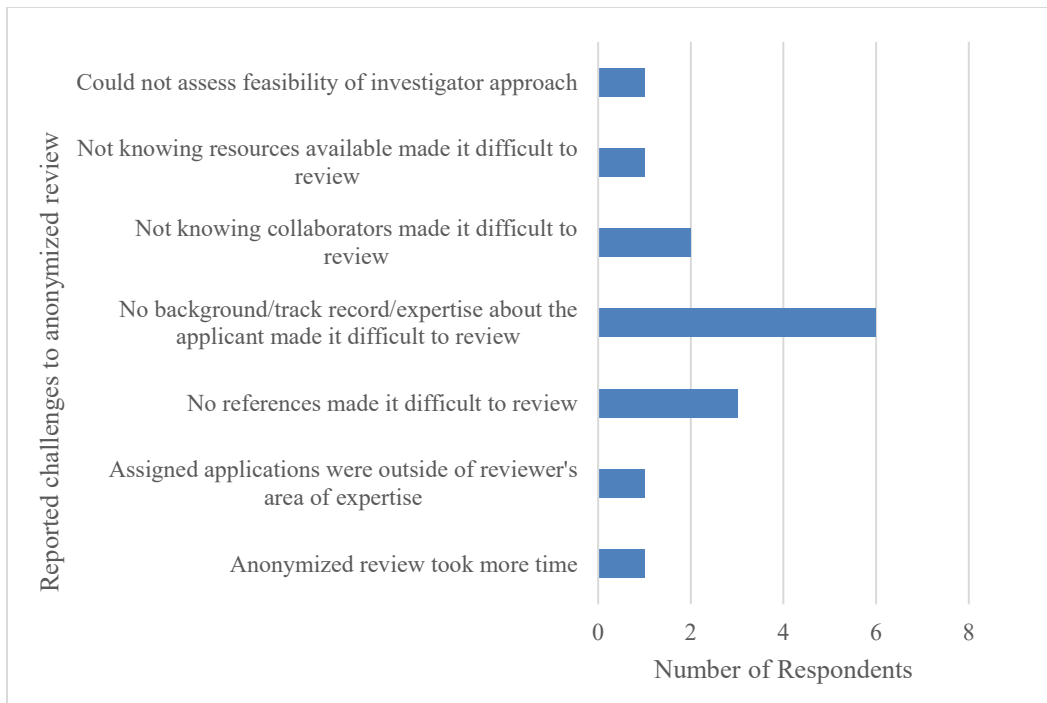 Reported challenges to anonymized review
Could not assess feasibility of investigator approach
Not knowing resources available made it difficult to
review
Not knowing collaborators made it difficult to
review
No background/track record/expertise about the
applicant made it difficult to review
No references made it difficult to review
Assigned applications were outside of reviewer's
area of expertise
Anonymized review took more time
0 2 4 6 8
Number of Respondents